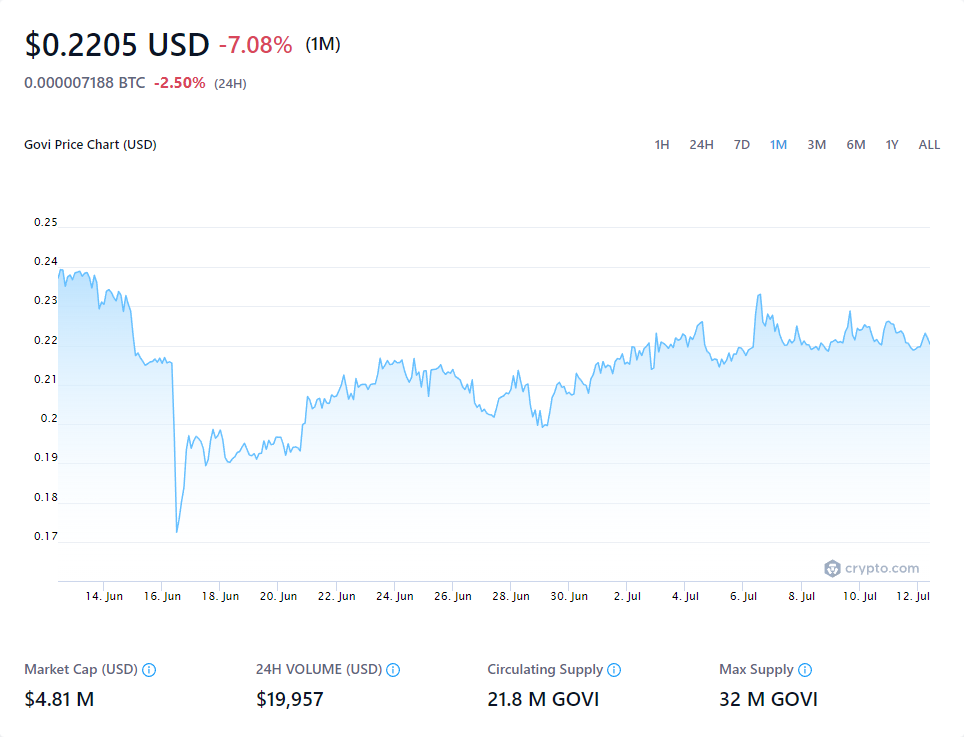 $0.2205 USD -7.08% (1M)
0.000007188 BTC -2.50% (24H)
Govi Price Chart (USD) 1H 24H 7D 1M 3M 6M 1Y ALL
0.25
0.24
0.23
0.22
0.21
0.2
0.19
0.18
0.17
crypto.com
14. Jun 16. Jun 18. Jun 20. Jun 22. Jun 24. Jun 26. Jun 28. Jun 30. Jun 2. Jul 4. Jul 6. Jul 8. Jul 10. Jul 12. Jul
Market Cap (USD) 24H VOLUME (USD) Circulating Supply Max Supply
$4.81 M $19,957 21.8 M GOVI 32 M GOVI